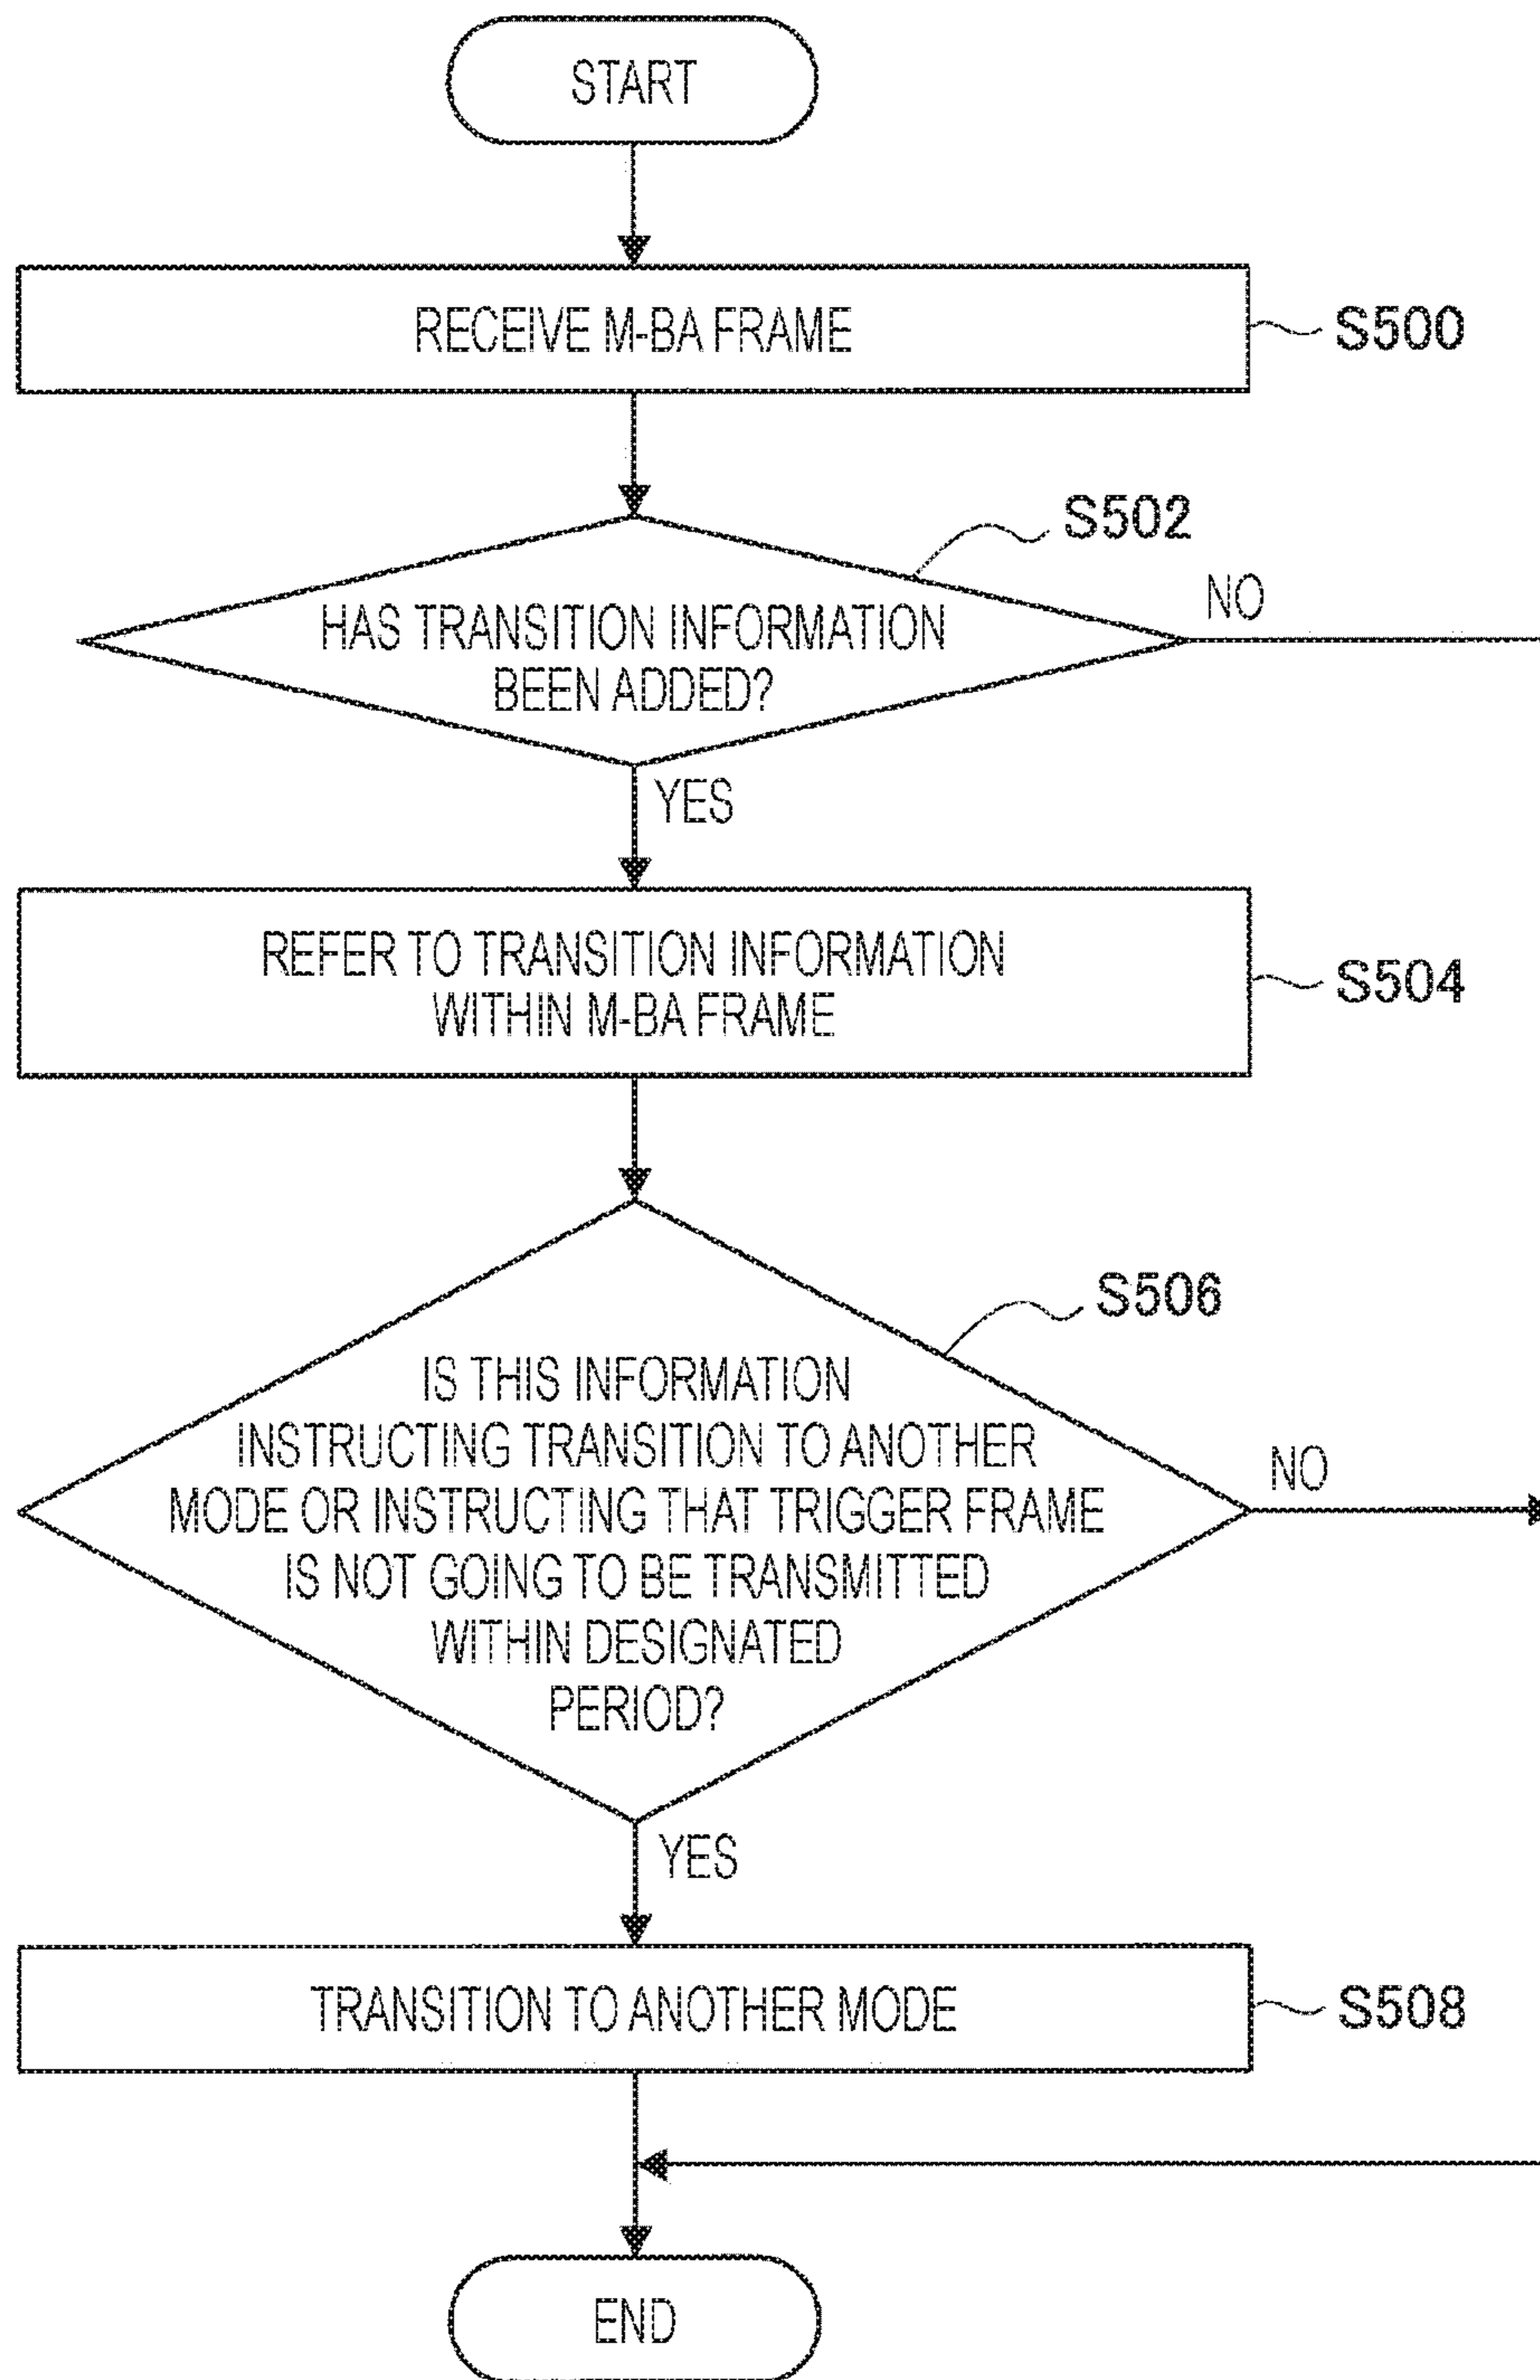 START
RECEIVE M-BA FRAME
S500
S502
HAS TRANSITION INFORMATION
BEEN ADDED?
NO
YES
REFER TO TRANSITION INFORMATION
WITHIN M-BA FRAME
S504
S506
IS THIS INFORMATION
INSTRUCTING TRANSITION TO ANOTHER
MODE OR INSTRUCTING THAT TRIGGER FRAME
IS NOT GOING TO BE TRANSMITTED
WITHIN DESIGNATED
PERIOD?
NO
YES
TRANSITION TO ANOTHER MODE
S508
END